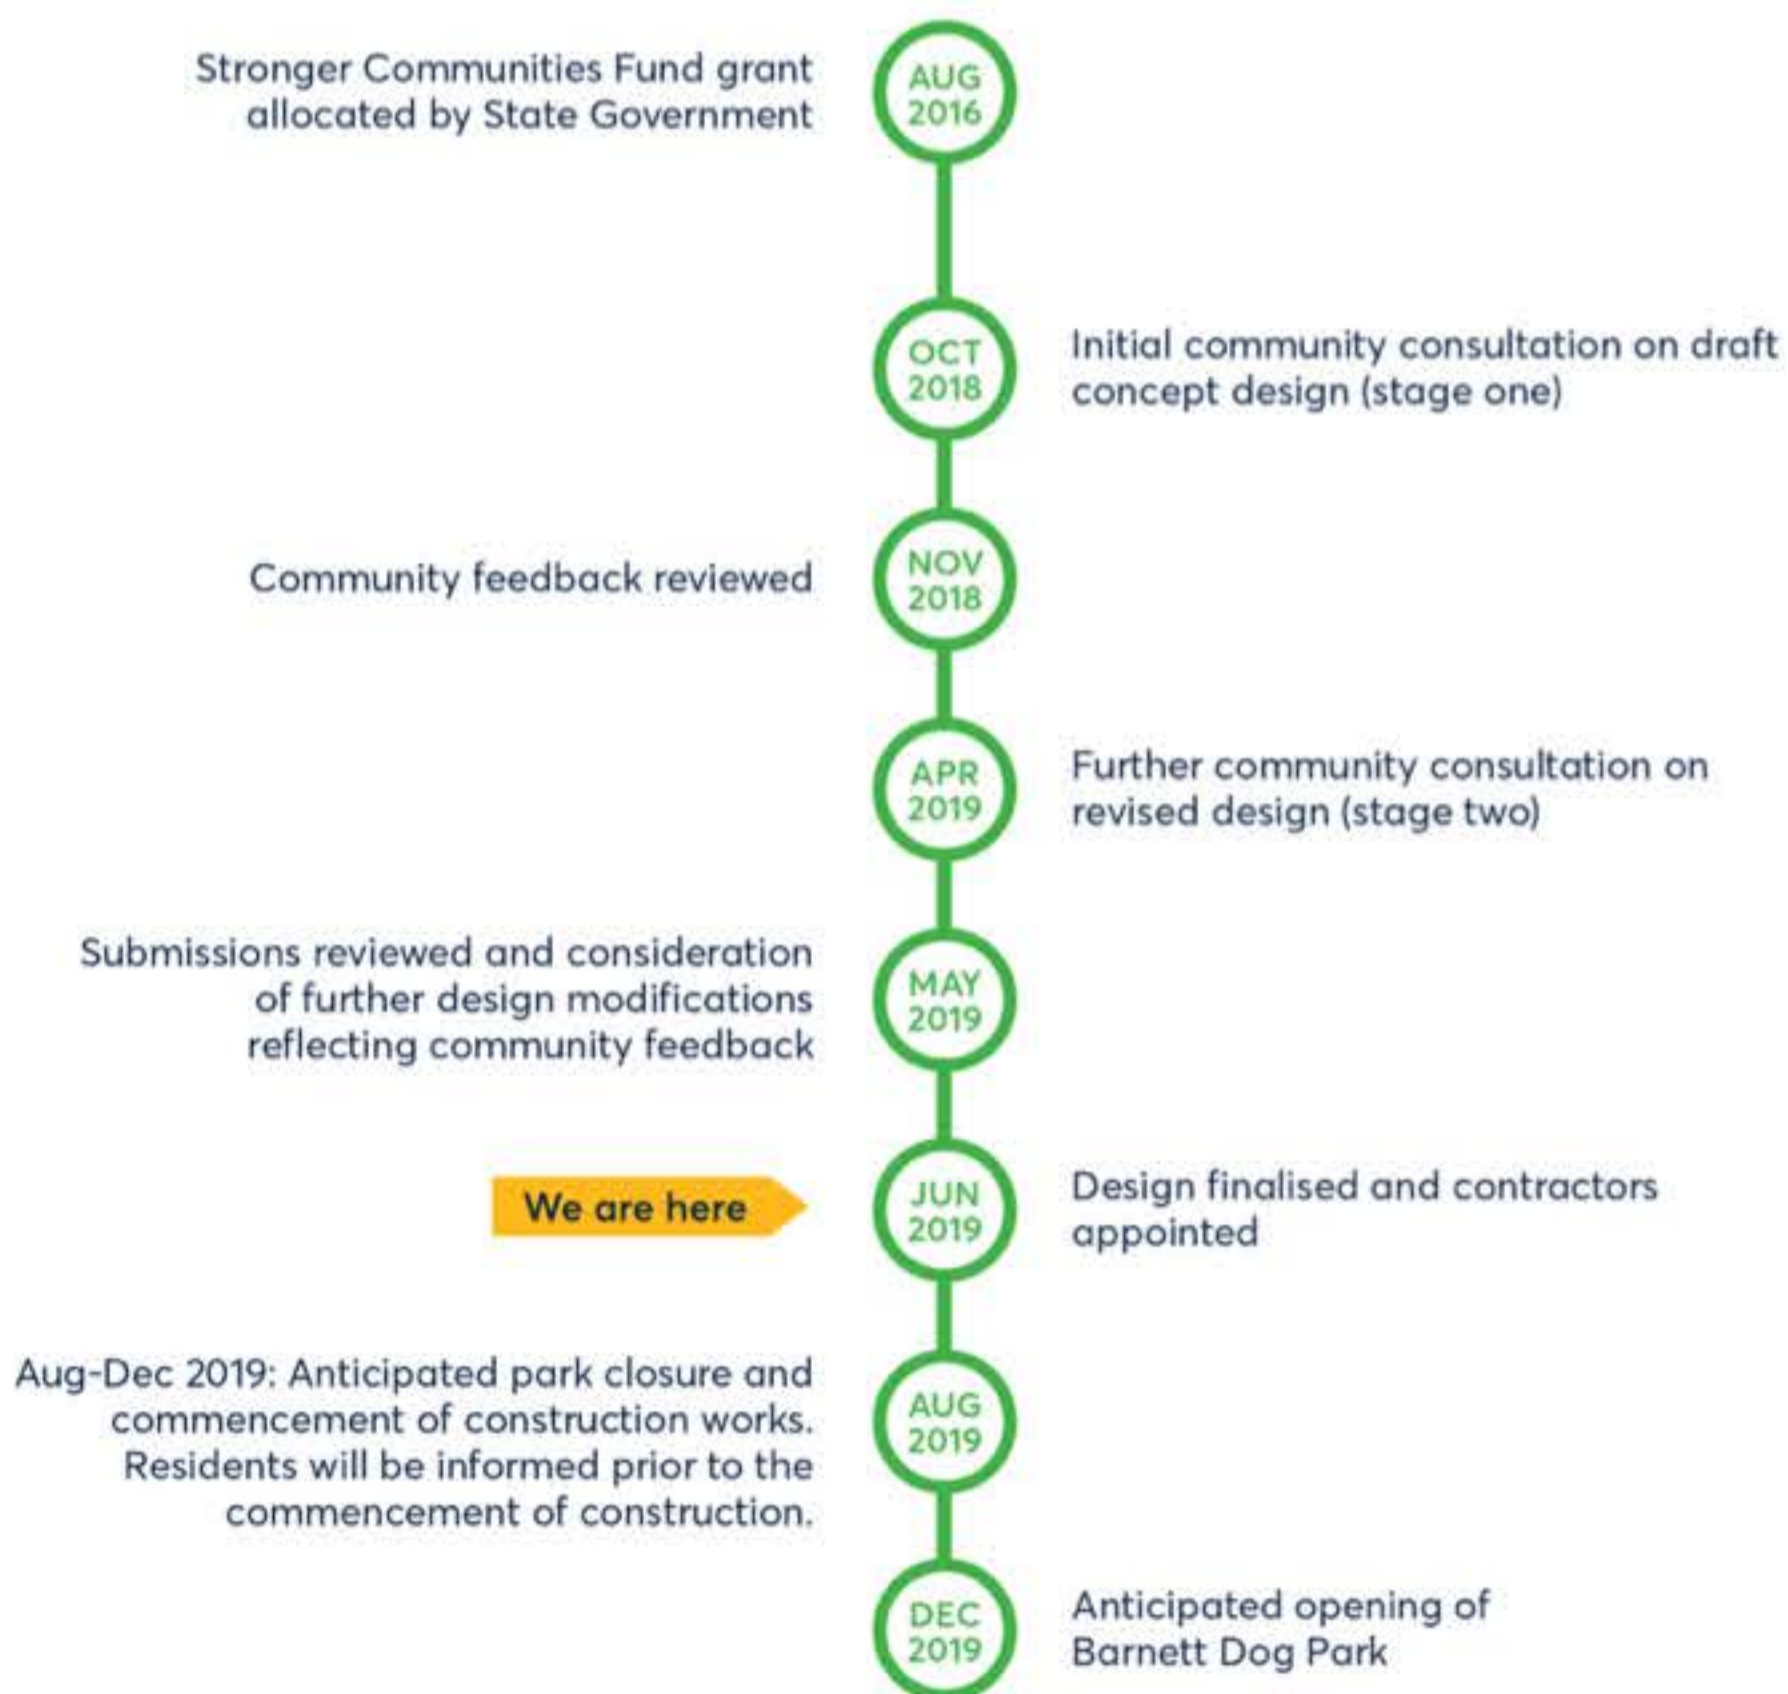 Stronger Communities Fund grant
allocated by State Government
AUG
2016
OCT
2018
Initial community consultation on draft
concept design (stage one)
Community feedback reviewed
NOV
2018
APR
2019
Further community consultation on
revised design (stage two)
Submissions reviewed and consideration
of further design modifications
reflecting community feedback
MAY
2019
We are here
JUN
2019
Design finalised and contractors
appointed
Aug-Dec 2019: Anticipated park closure and
commencement of construction works.
Residents will be informed prior to the
commencement of construction.
AUG
2019
DEC
2019
Anticipated opening of
Barnett Dog Park